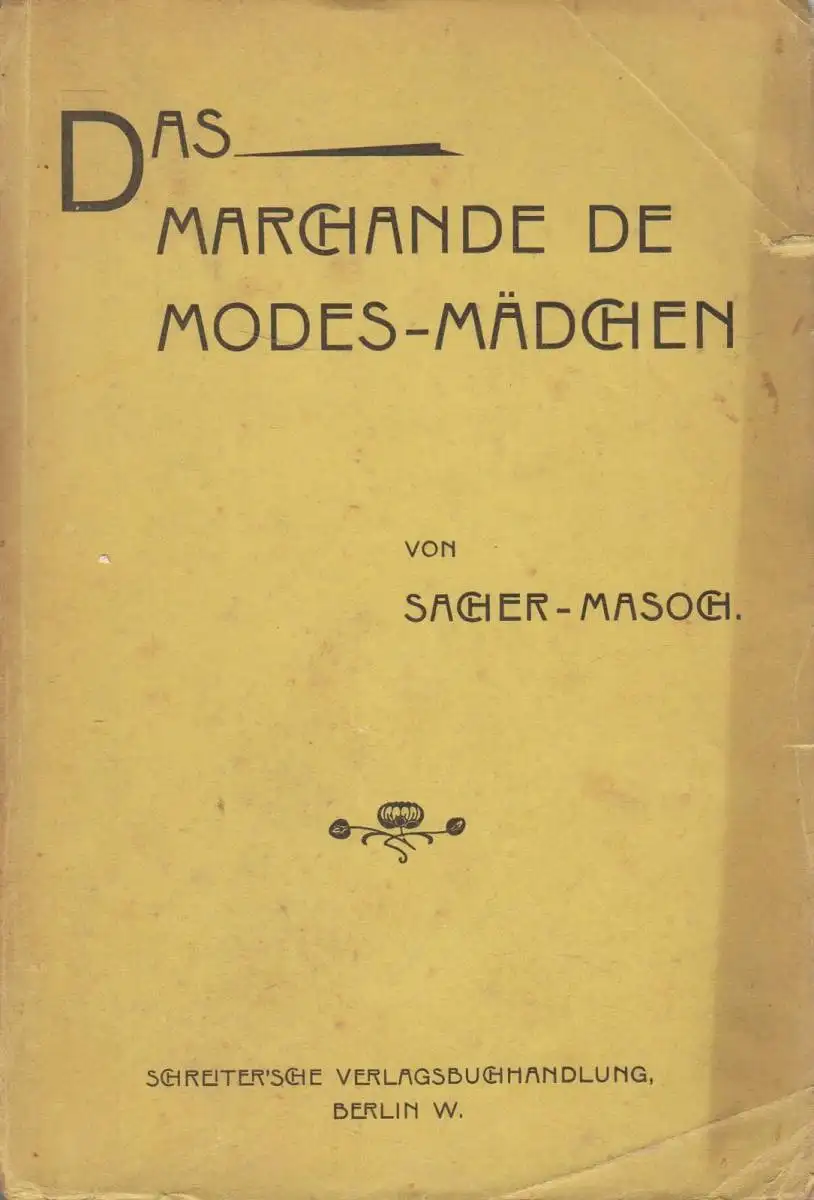 DAS
MARCHANDE DE
MODES-MÄDCHEN
VON
SACHER-MASOCH.
SCHREITER'SCHE VERLAGSBUCHHANDLUNG,
BERLIN W.